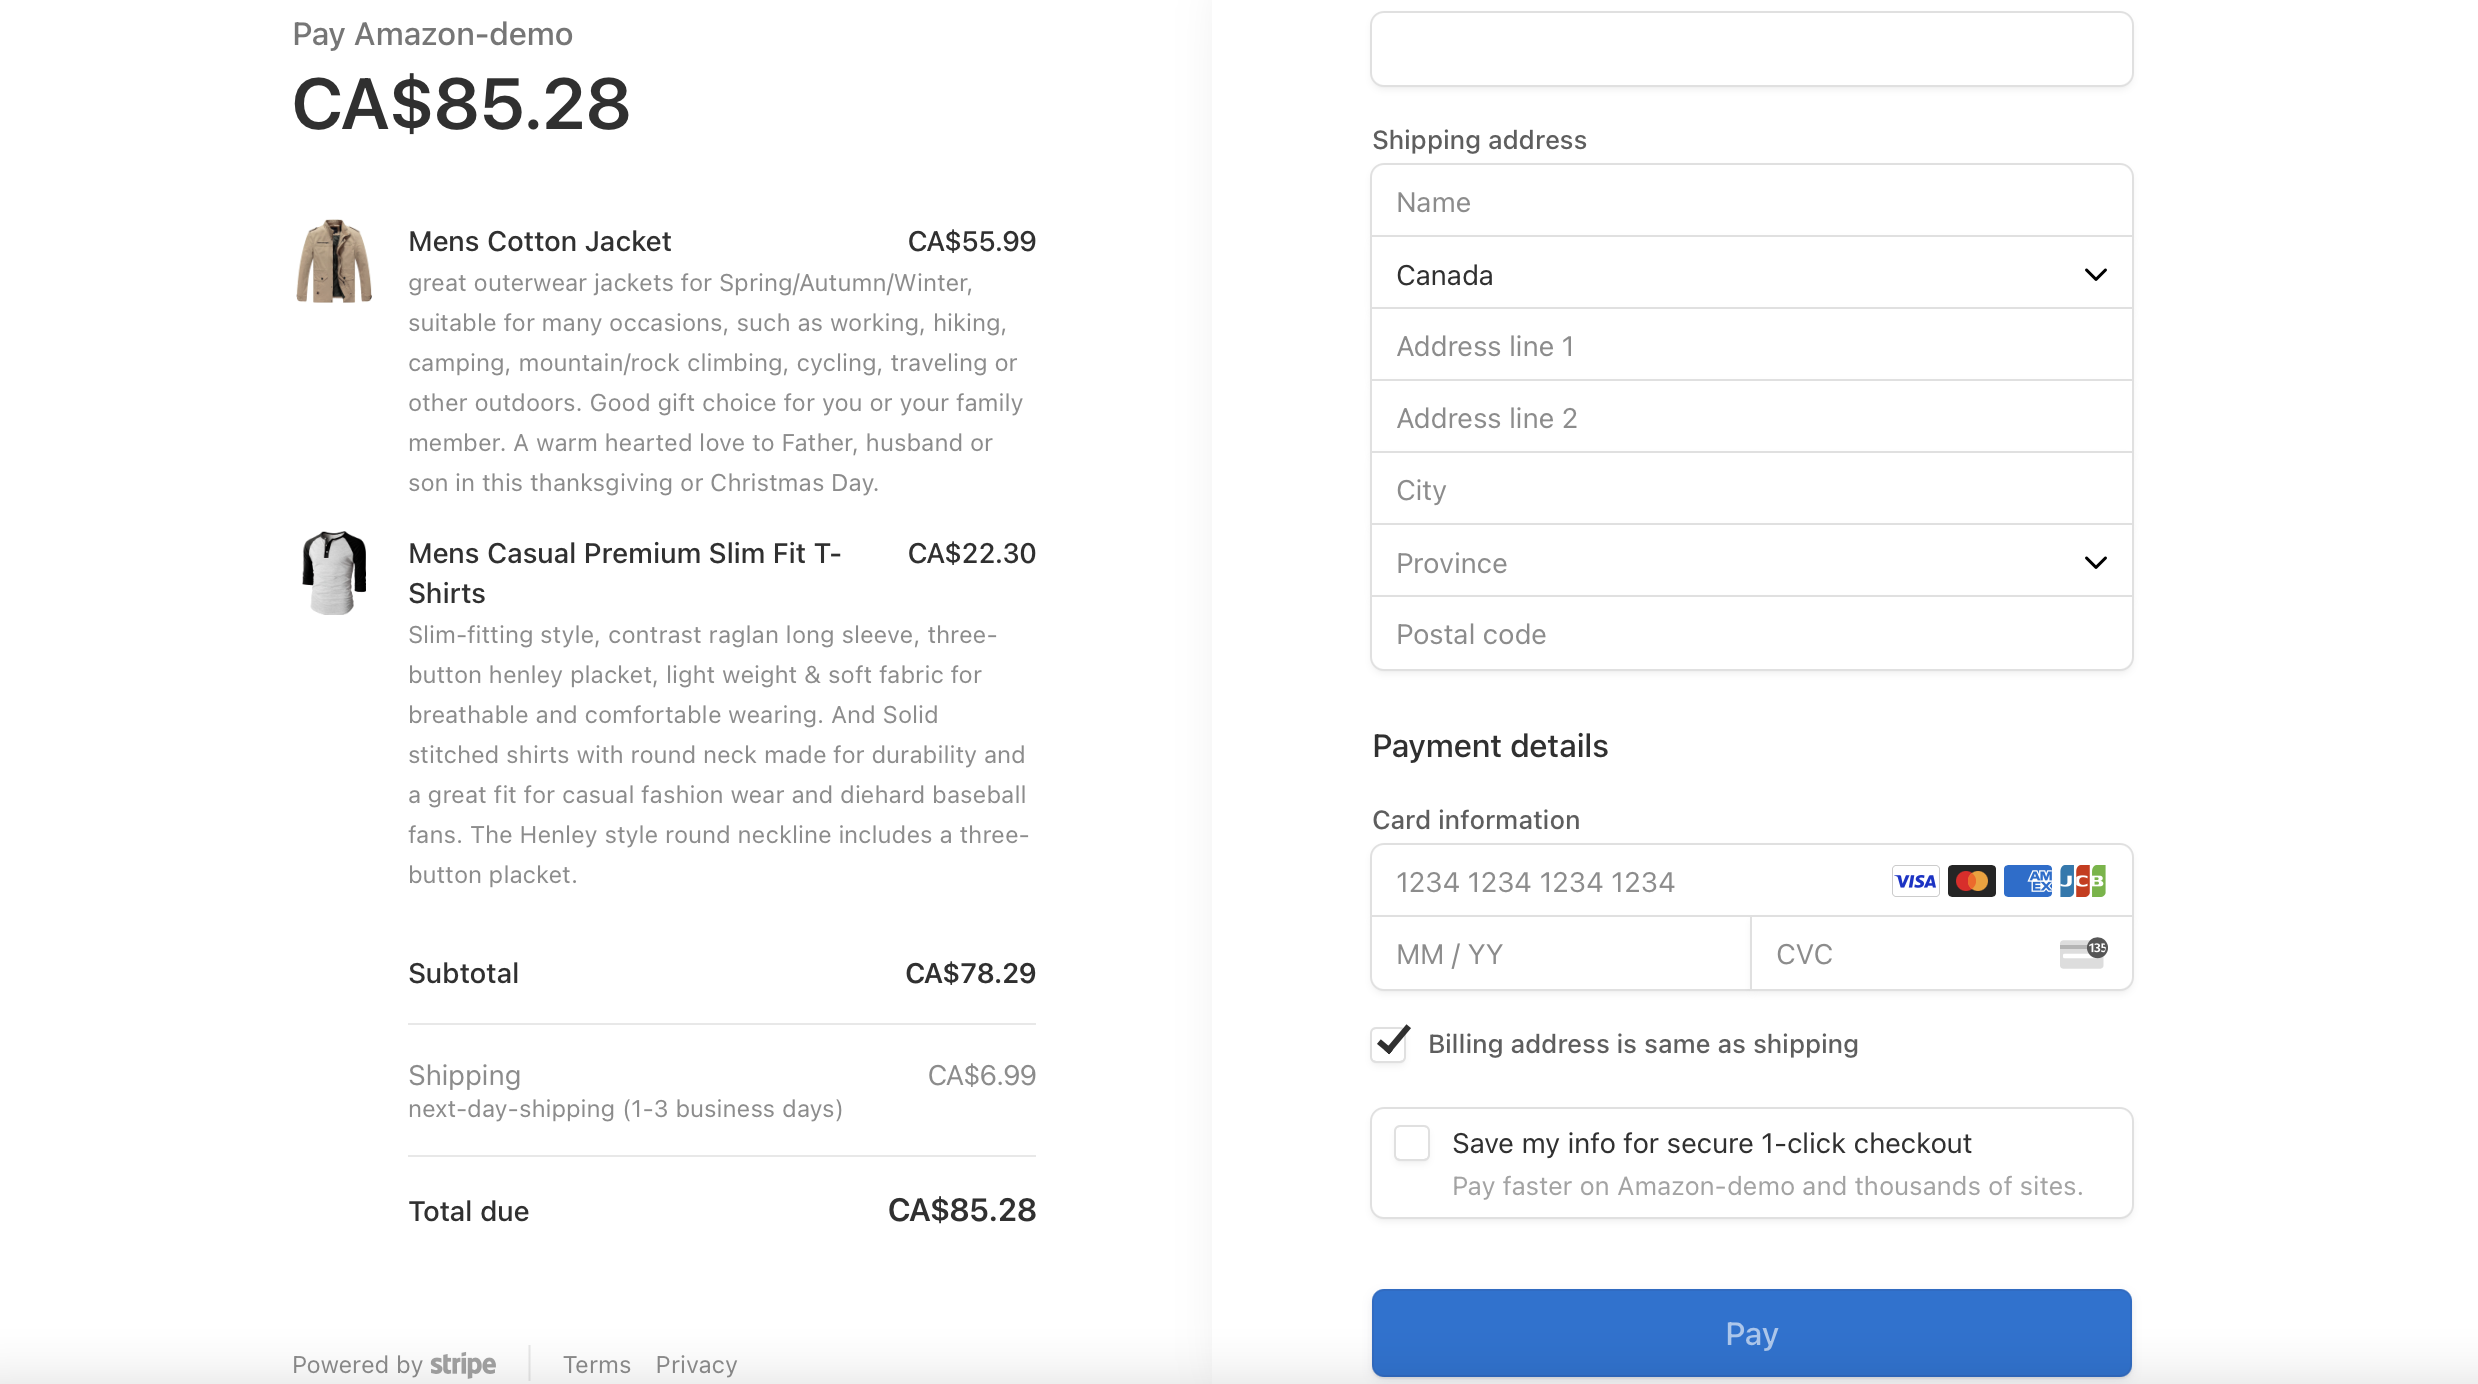 Pay Amazon-demo
CA$85.28
Mens Cotton Jacket CA$55.99
great outerwear jackets for Spring/Autumn/Winter,
suitable for many occasions, such as working, hiking,
camping, mountain/rock climbing, cycling, traveling or
other outdoors. Good gift choice for you or your family
member. A warm hearted love to Father, husband or
son in this thanksgiving or Christmas Day.
Mens Casual Premium Slim Fit T- CA$22.30
Shirts
Slim-fitting style, contrast raglan long sleeve, three-
button henley placket, light weight & soft fabric for
breathable and comfortable wearing. And Solid
stitched shirts with round neck made for durability and
a great fit for casual fashion wear and diehard baseball
fans. The Henley style round neckline includes a three-
button placket.
Subtotal CA$78.29
Shipping CA$6.99
next-day-shipping (1-3 business days)
Total due CA$85.28
Powered by stripe Terms Privacy
Shipping address
Name
Canada
Address line 1
Address line 2
City
Province
Postal code
Payment details
Card information
1234 1234 1234 1234 VISA AM EX JCB
MM / YY CVC 135
Billing address is same as shipping
Save my info for secure 1-click checkout
Pay faster on Amazon-demo and thousands of sites.
Pay